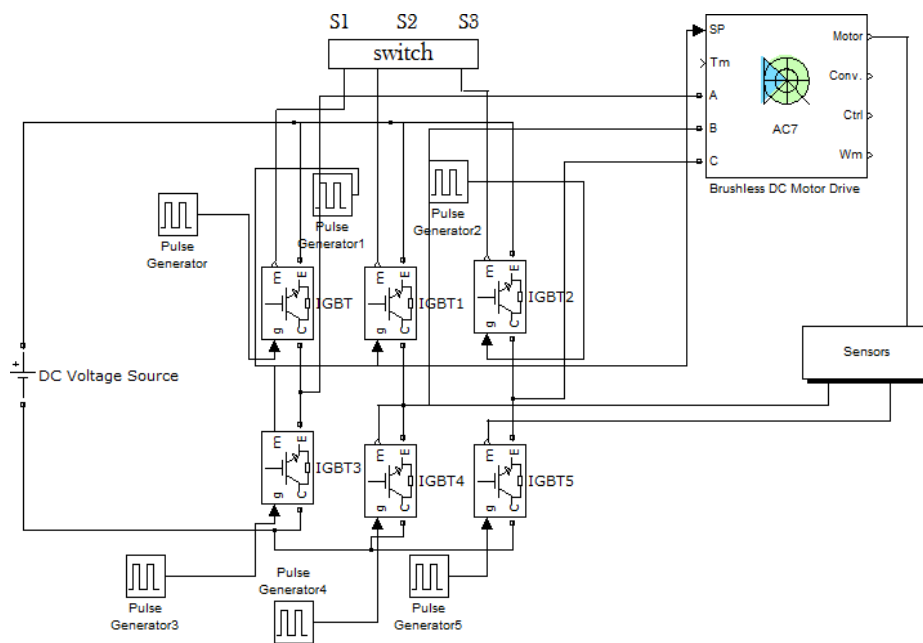 S1 S2 S3
switch
SP
Tm
A
B
C
Motor
Conv.
Ctrl
Wm
AC7
Brushless DC Motor Drive
Pulse
Generator
Pulse
Generator1
Pulse
Generator2
m
E
IGBT
g
C
m
E
IGBT1
g
C
m
E
IGBT2
g
C
+
DC Voltage Source
Sensors
m
E
IGBT3
g
C
m
E
IGBT4
g
C
m
E
IGBT5
g
C
Pulse
Generator3
Pulse
Generator4
Pulse
Generator5